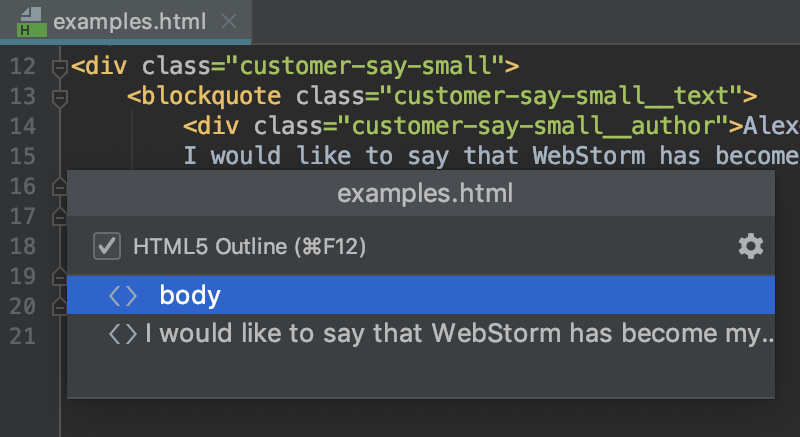 examples.html
12 <div class="customer-say-small">
13 <blockquote class="customer-say-small__text">
14 <div class="customer-say-small__author">Alex
15 I would like to say that WebStorm has become
16 examples.html
17
18 HTML5 Outline (⌘F12)
19
20 <> body
21 <> I would like to say that WebStorm has become my..